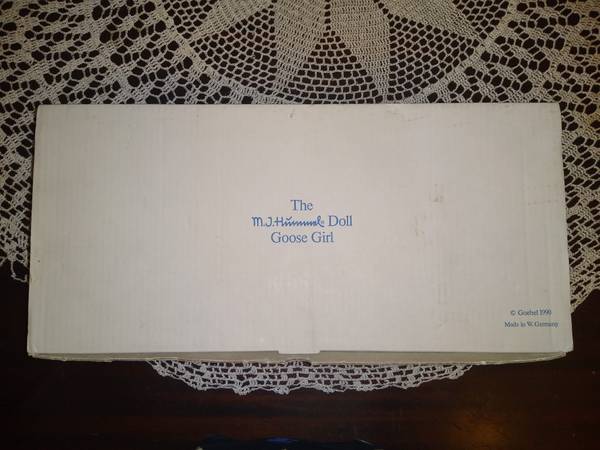 The
M.J.Hummel® Doll
Goose Girl
© Goebel 1990
Made in W. Germany